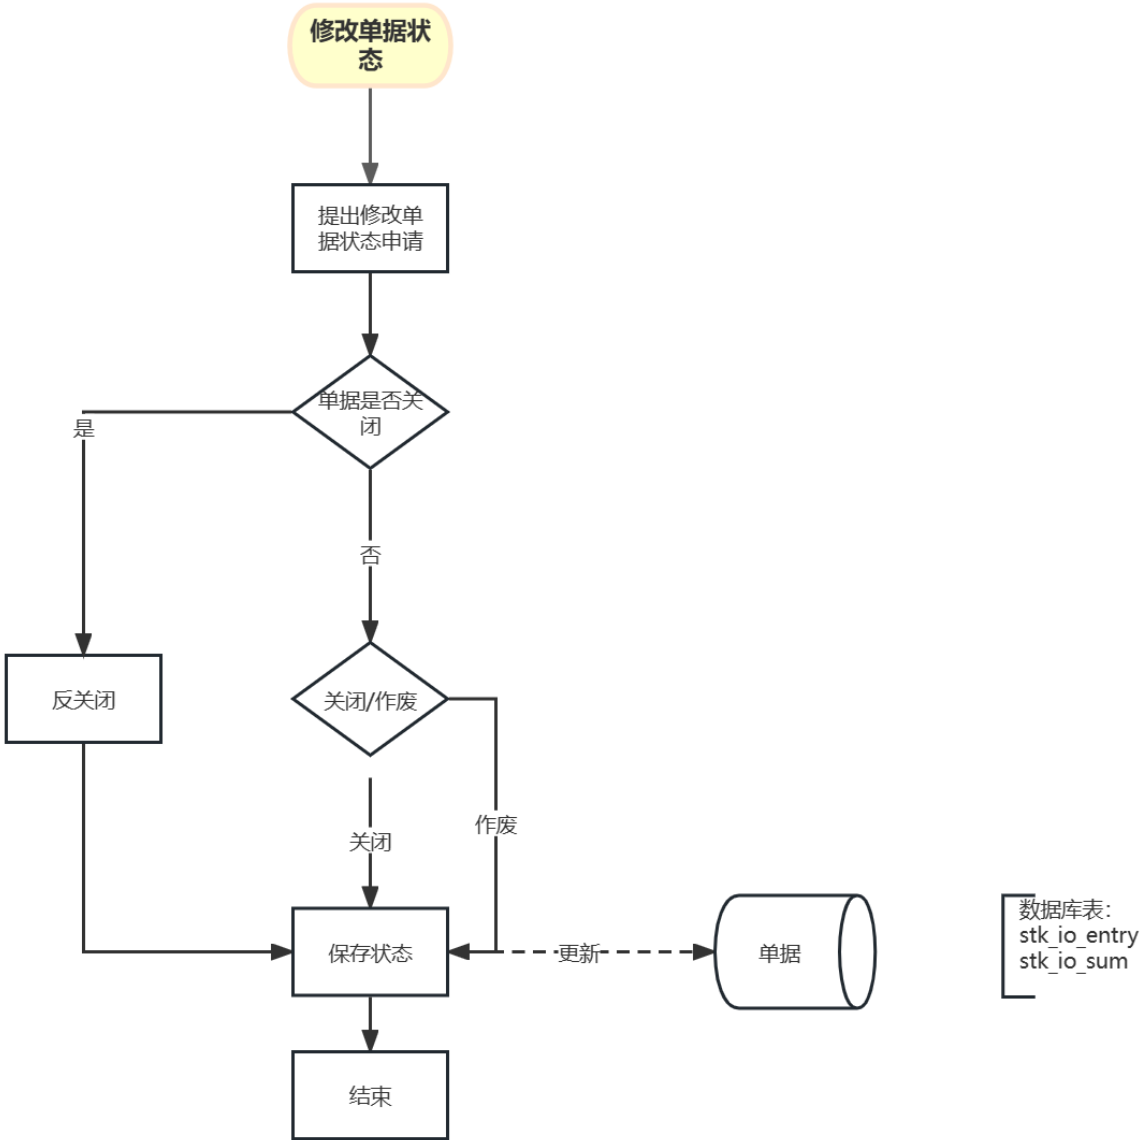 修改单据状
态
提出修改单
据状态申请
单据是否关
闭
是
否
反关闭
关闭/作废
关闭
作废
保存状态
更新
单据
数据库表：
stk_io_entry
stk_io_sum
结束